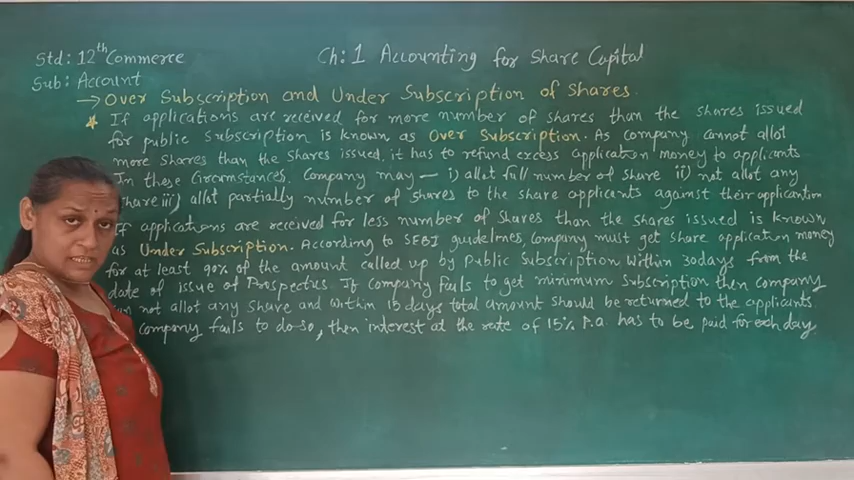 Std: 12th Commerce
Ch: 1 Accounting for Share Capital
Sub: Account
→ Over Subscription and Under Subscription of Shares.
★ If applications are received for more number of shares than the shares issued
for public subscription is known as Over Subscription. As company cannot allot
more shares than the shares issued, it has to refund excess application money to applicants
In these Circumstances, Company may — i) allot full number of share ii) not allot any
share iii) allot partially number of shares to the share applicants against their applicantion
If applications are received for less number of shares than the shares issued is known
as Under Subscription. According to SEBI guidelines, Company must get share application money
for at least 90% of the amount called up by Public Subscription within 30days from the
date of issue of Prospectus. If Company fails to get minimum Subscription then company
not allot any share and within 15 days total amount should be returned to the applicants
company fails to do so, then interest at the rate of 15% P.a. has to be paid for each day.